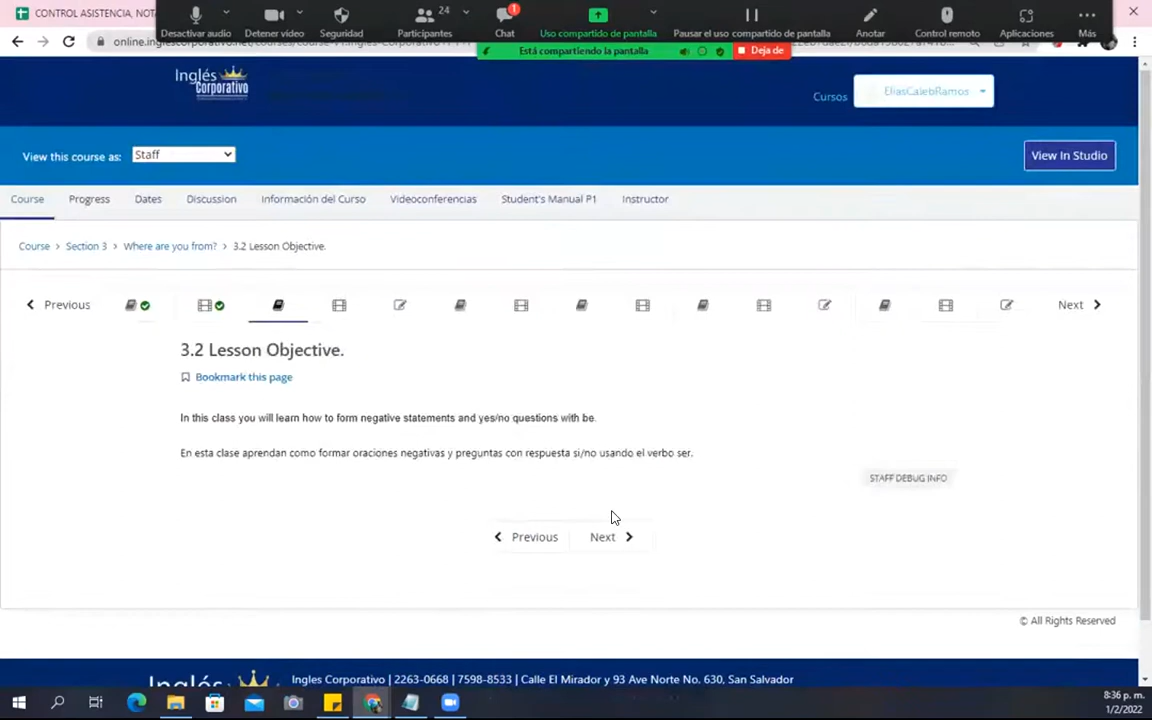 CONTROL ASISTENCIA, NOTA
Desactivar audio
Detener video
Seguridad
24
Participantes
1
Chat
Uso compartido de pantalla
Pausar el uso compartido de pantalla
Anotar
Control remoto
Aplicaciones
Más
Está compartiendo la pantalla
Deja de
Inglés
Corporativo
Cursos
EliasCalebRamos
View this course as:
Staff
View In Studio
Course
Progress
Dates
Discussion
Información del Curso
Videoconferencias
Student's Manual P1
Instructor
Course > Section 3 > Where are you from? > 3.2 Lesson Objective.
Previous
Next
3.2 Lesson Objective.
Bookmark this page
In this class you will learn how to form negative statements and yes/no questions with be.
En esta clase aprendan como formar oraciones negativas y preguntas con respuesta si/no usando el verbo ser.
STAFF DEBUG INFO
Previous
Next
© All Rights Reserved
Inglés
Ingles Corporativo | 2263-0668 | 7598-8533 | Calle El Mirador y 93 Ave Norte No. 630, San Salvador
8:36 p. m.
1/2/2022